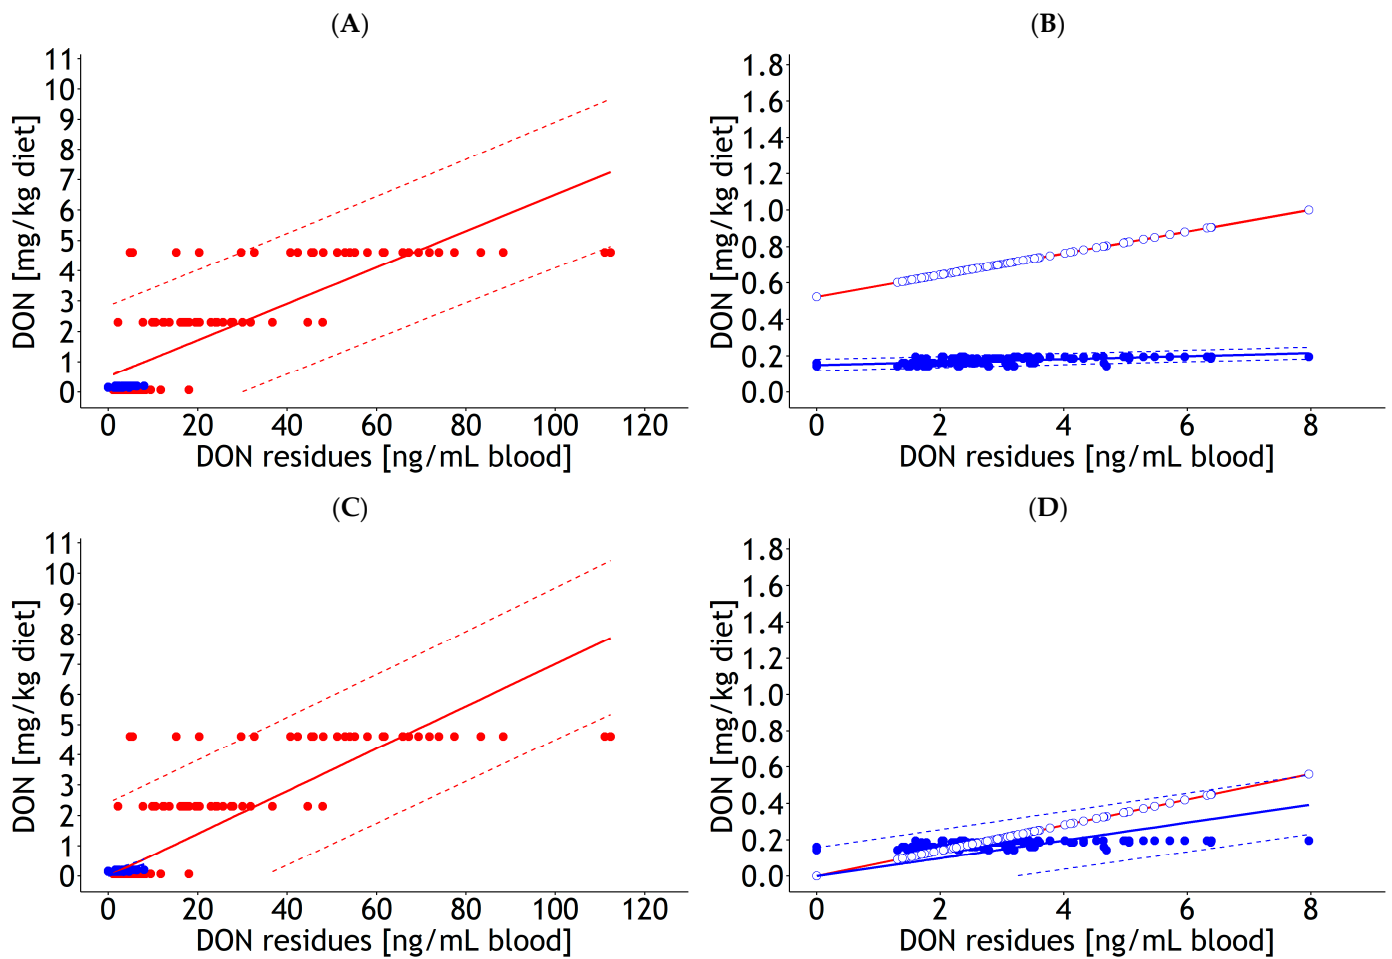 (A)
(B)
DON [mg/kg diet]
11
10
9
8
7
6
5
4
3
2
1
0
0 20 40 60 80 100 120
DON residues [ng/mL blood]
DON [mg/kg diet]
1.8
1.6
1.4
1.2
1.0
0.8
0.6
0.4
0.2
0.0
0 2 4 6 8
DON residues [ng/mL blood]
(C)
(D)
DON [mg/kg diet]
11
10
9
8
7
6
5
4
3
2
1
0
0 20 40 60 80 100 120
DON residues [ng/mL blood]
DON [mg/kg diet]
1.8
1.6
1.4
1.2
1.0
0.8
0.6
0.4
0.2
0.0
0 2 4 6 8
DON residues [ng/mL blood]